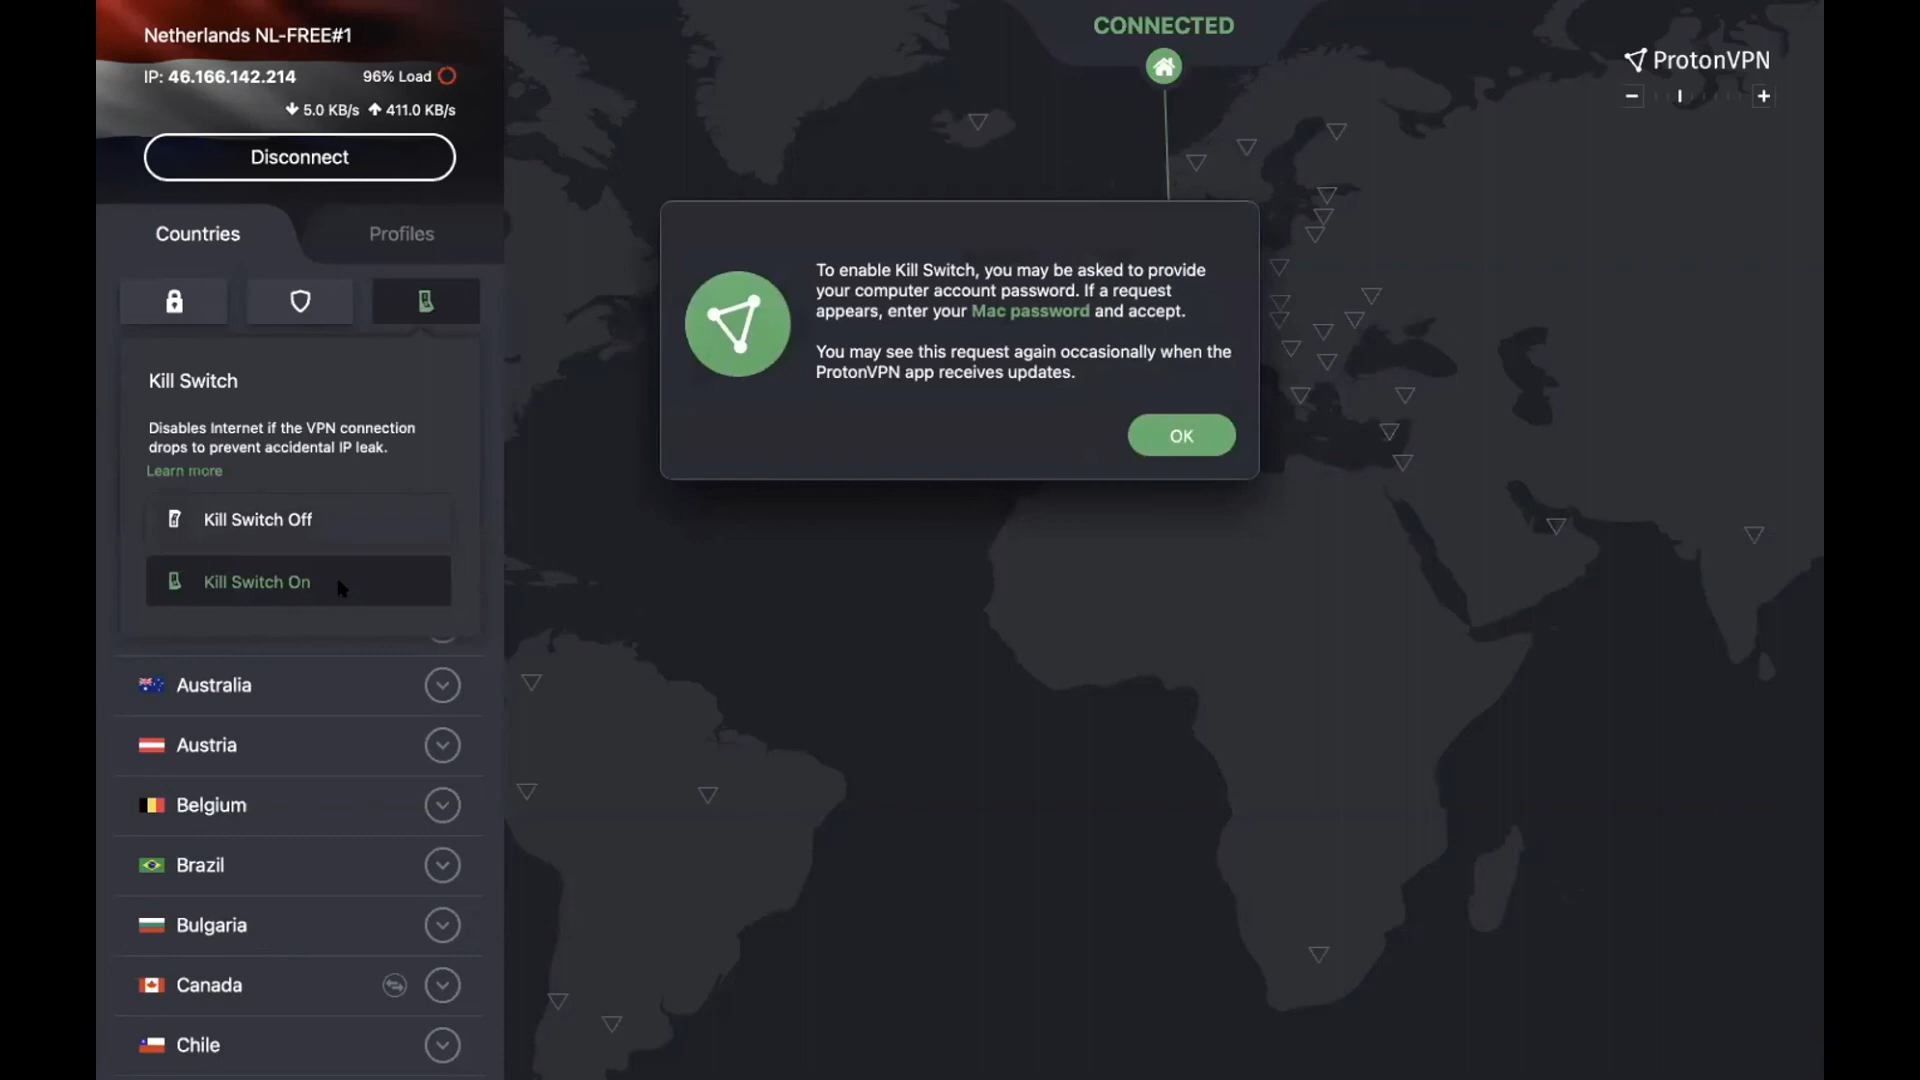 Netherlands NL-FREE#1
IP: 46.166.142.214
96% Load
5.0 KB/s 411.0 KB/s
Disconnect
Countries
Profiles
Kill Switch
Disables Internet if the VPN connection
drops to prevent accidental IP leak.
Learn more
Kill Switch Off
Kill Switch On
Australia
Austria
Belgium
Brazil
Bulgaria
Canada
Chile
CONNECTED
ProtonVPN
To enable Kill Switch, you may be asked to provide
your computer account password. If a request
appears, enter your Mac password and accept.
You may see this request again occasionally when the
ProtonVPN app receives updates.
OK